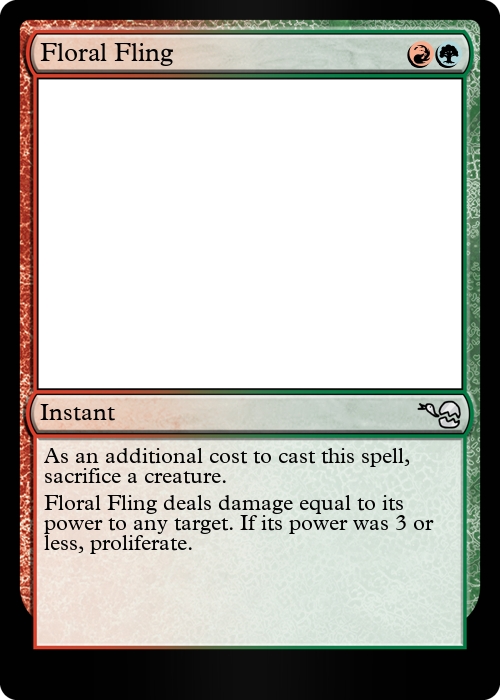 Floral Fling
Instant
As an additional cost to cast this spell,
sacrifice a creature.
Floral Fling deals damage equal to its
power to any target. If its power was 3 or
less, proliferate.